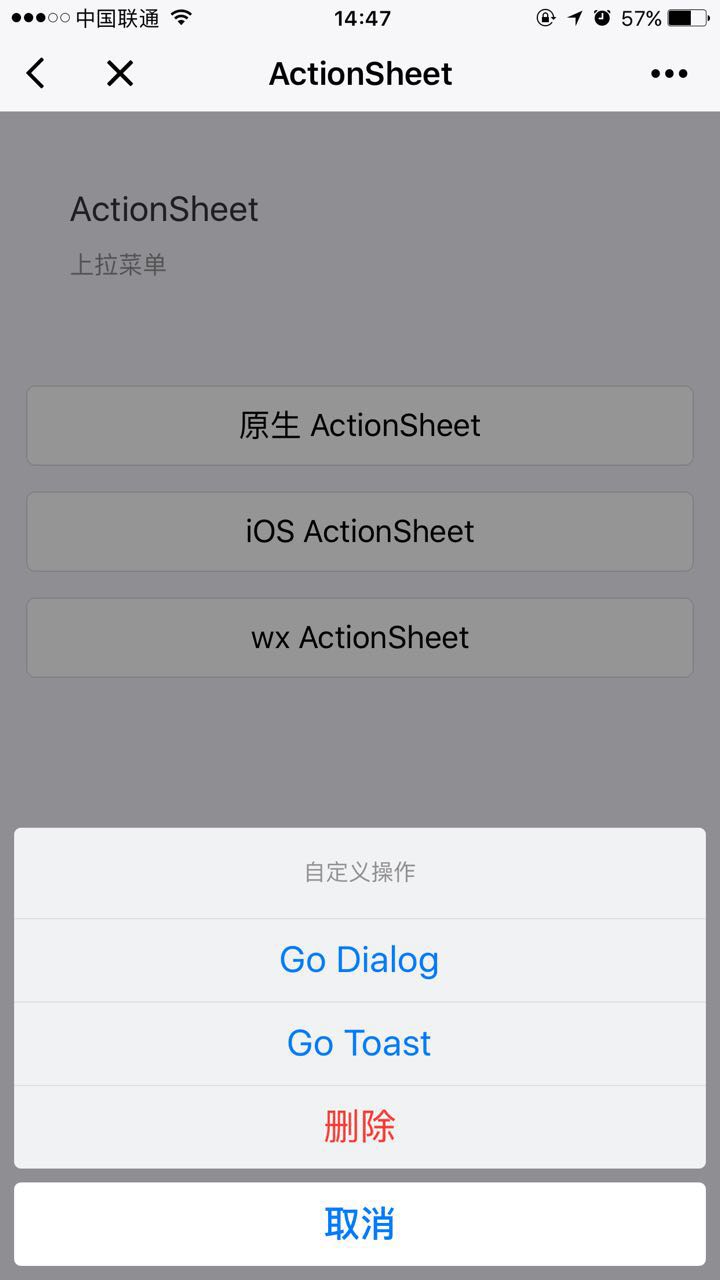 中国联通 14:47 57%
ActionSheet
ActionSheet
上拉菜单
原生 ActionSheet
iOS ActionSheet
wx ActionSheet
自定义操作
Go Dialog
Go Toast
删除
取消